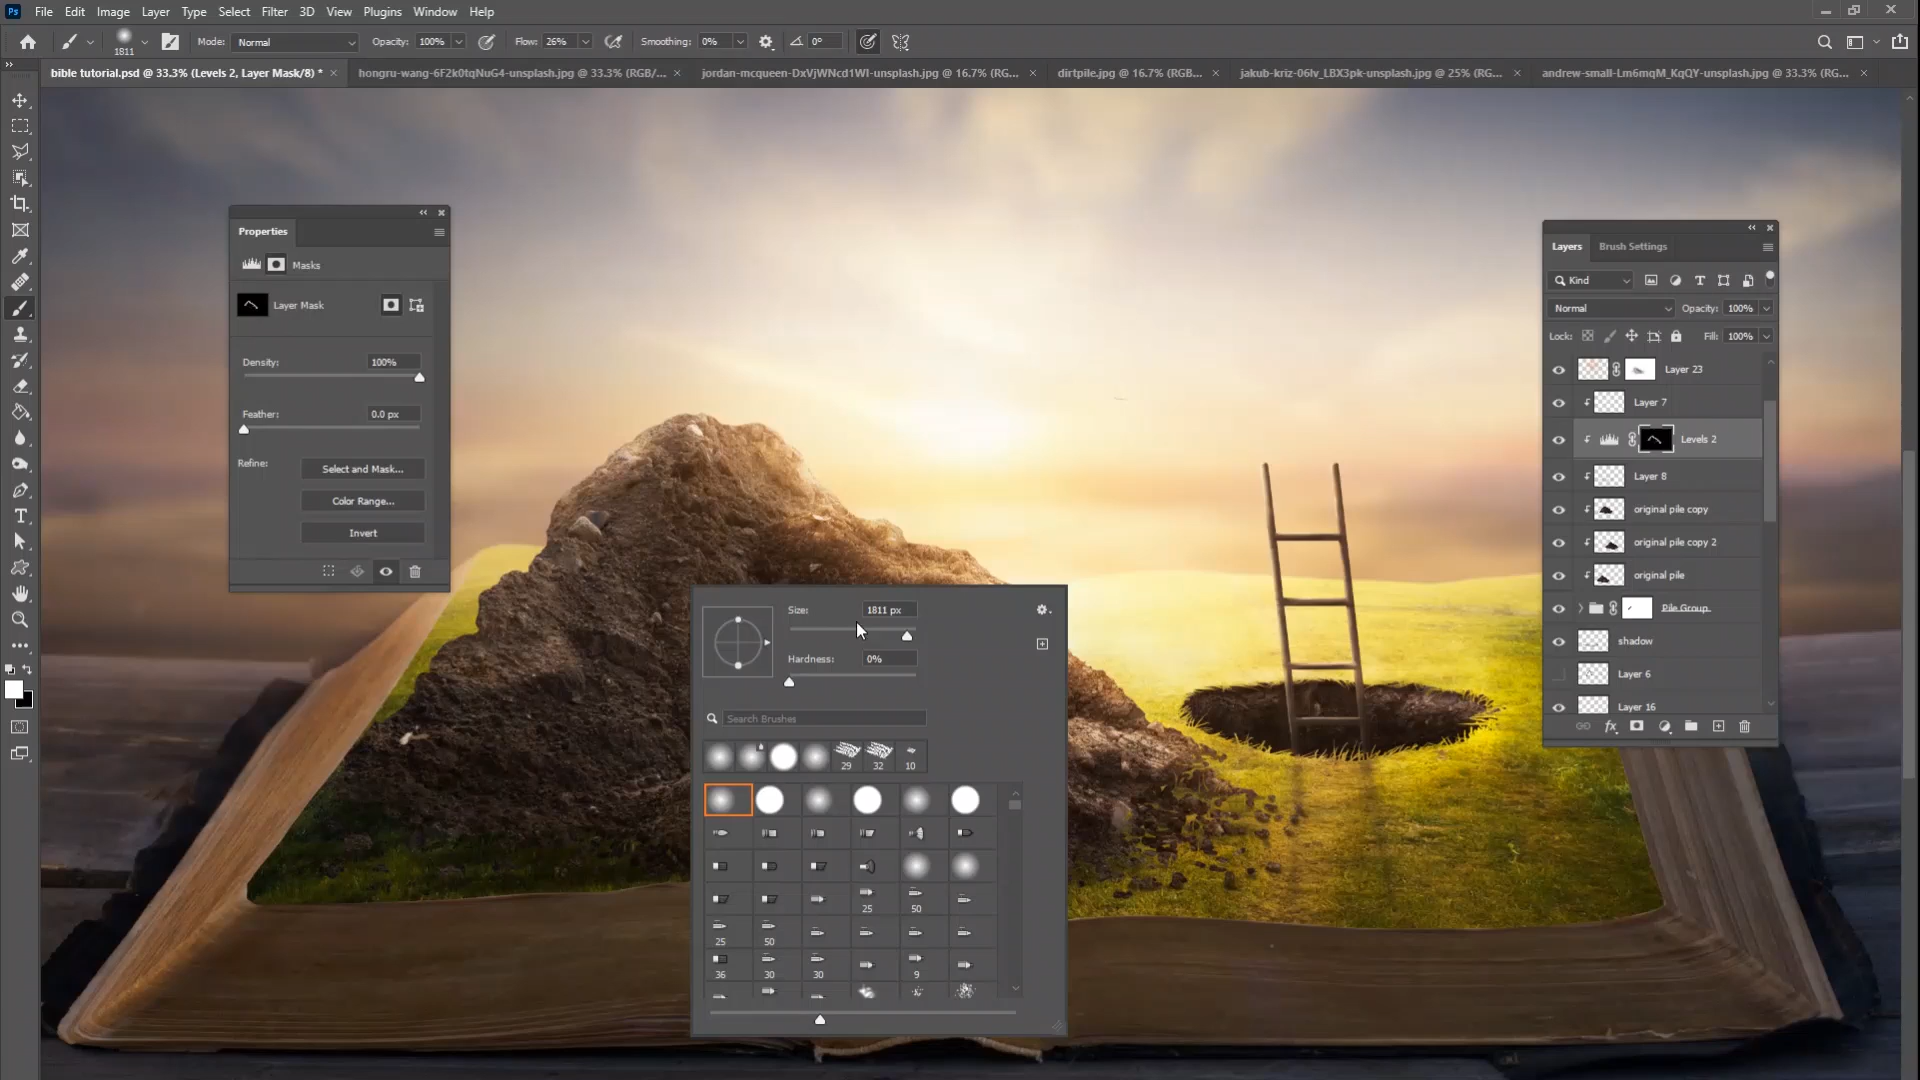 Ps File Edit Image Layer Type Select Filter 3D View Plugins Window Help
1811 Mode: Normal Opacity: 100% Flow: 26% Smoothing: 0% 0°
bible tutorial.psd @ 33.3% (Levels 2, Layer Mask/8) * hongru-wang-6F2k0tqNuG4-unsplash.jpg @ 33.3% (RGB/... jordan-mcqueen-DxVjWNcd1WI-unsplash.jpg @ 16.7% (RG... dirtpile.jpg @ 16.7% (RGB... jakub-kriz-06lv_LBX3pk-unsplash.jpg @ 25% (RGB... andrew-small-Lm6mqM_KqQY-unsplash.jpg @ 33.3% (RG...
Properties
Masks
Layer Mask
Density: 100%
Feather: 0.0 px
Refine: Select and Mask...
Color Range...
Invert
Size: 1811 px
Hardness: 0%
Search Brushes
29 32 10
25 50
25 50
36 30 30 9
Layers Brush Settings
Kind
Normal Opacity: 100%
Lock: Fill: 100%
Layer 23
Layer 7
Levels 2
Layer 8
original pile copy
original pile copy 2
original pile
Pile Group
shadow
Layer 6
Layer 16
fx